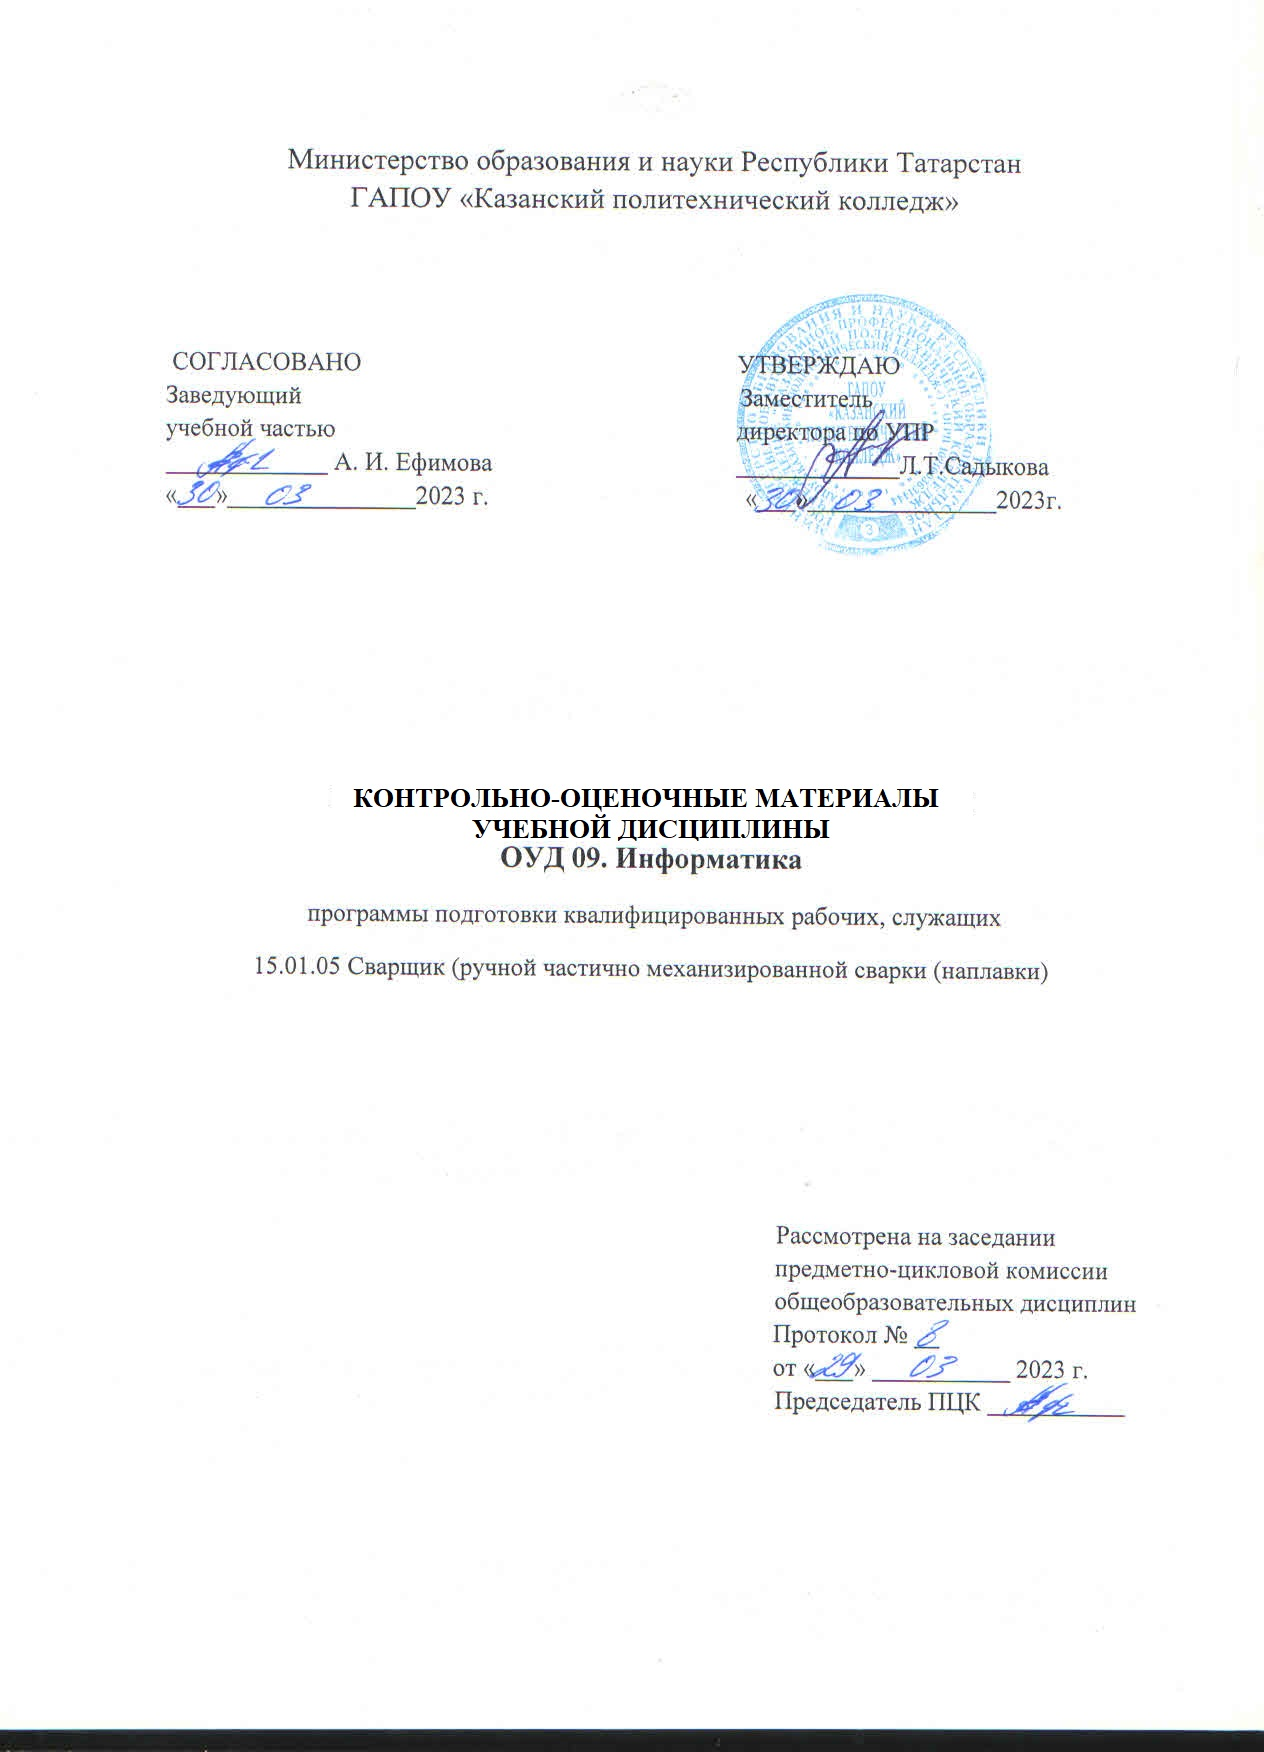 Министерство образования и науки Республики Татарстан
ГАПОУ «Казанский политехнический колледж»
СОГЛАСОВАНО
Заведующий
учебной частью
А. И. Ефимова
«30» 03 2023 г.
УТВЕРЖДАЮ
Заместитель
директора по УПР
Л.Т.Садыкова
«30» 03 2023г.
ГАПОУ
«КАЗАНСКИЙ
КОНТРОЛЬНО-ОЦЕНОЧНЫЕ МАТЕРИАЛЫ
УЧЕБНОЙ ДИСЦИПЛИНЫ
ОУД 09. Информатика
программы подготовки квалифицированных рабочих, служащих
15.01.05 Сварщик (ручной частично механизированной сварки (наплавки)
Рассмотрена на заседании
предметно-цикловой комиссии
общеобразовательных дисциплин
Протокол № 8
от «29» 03 2023 г.
Председатель ПЦК